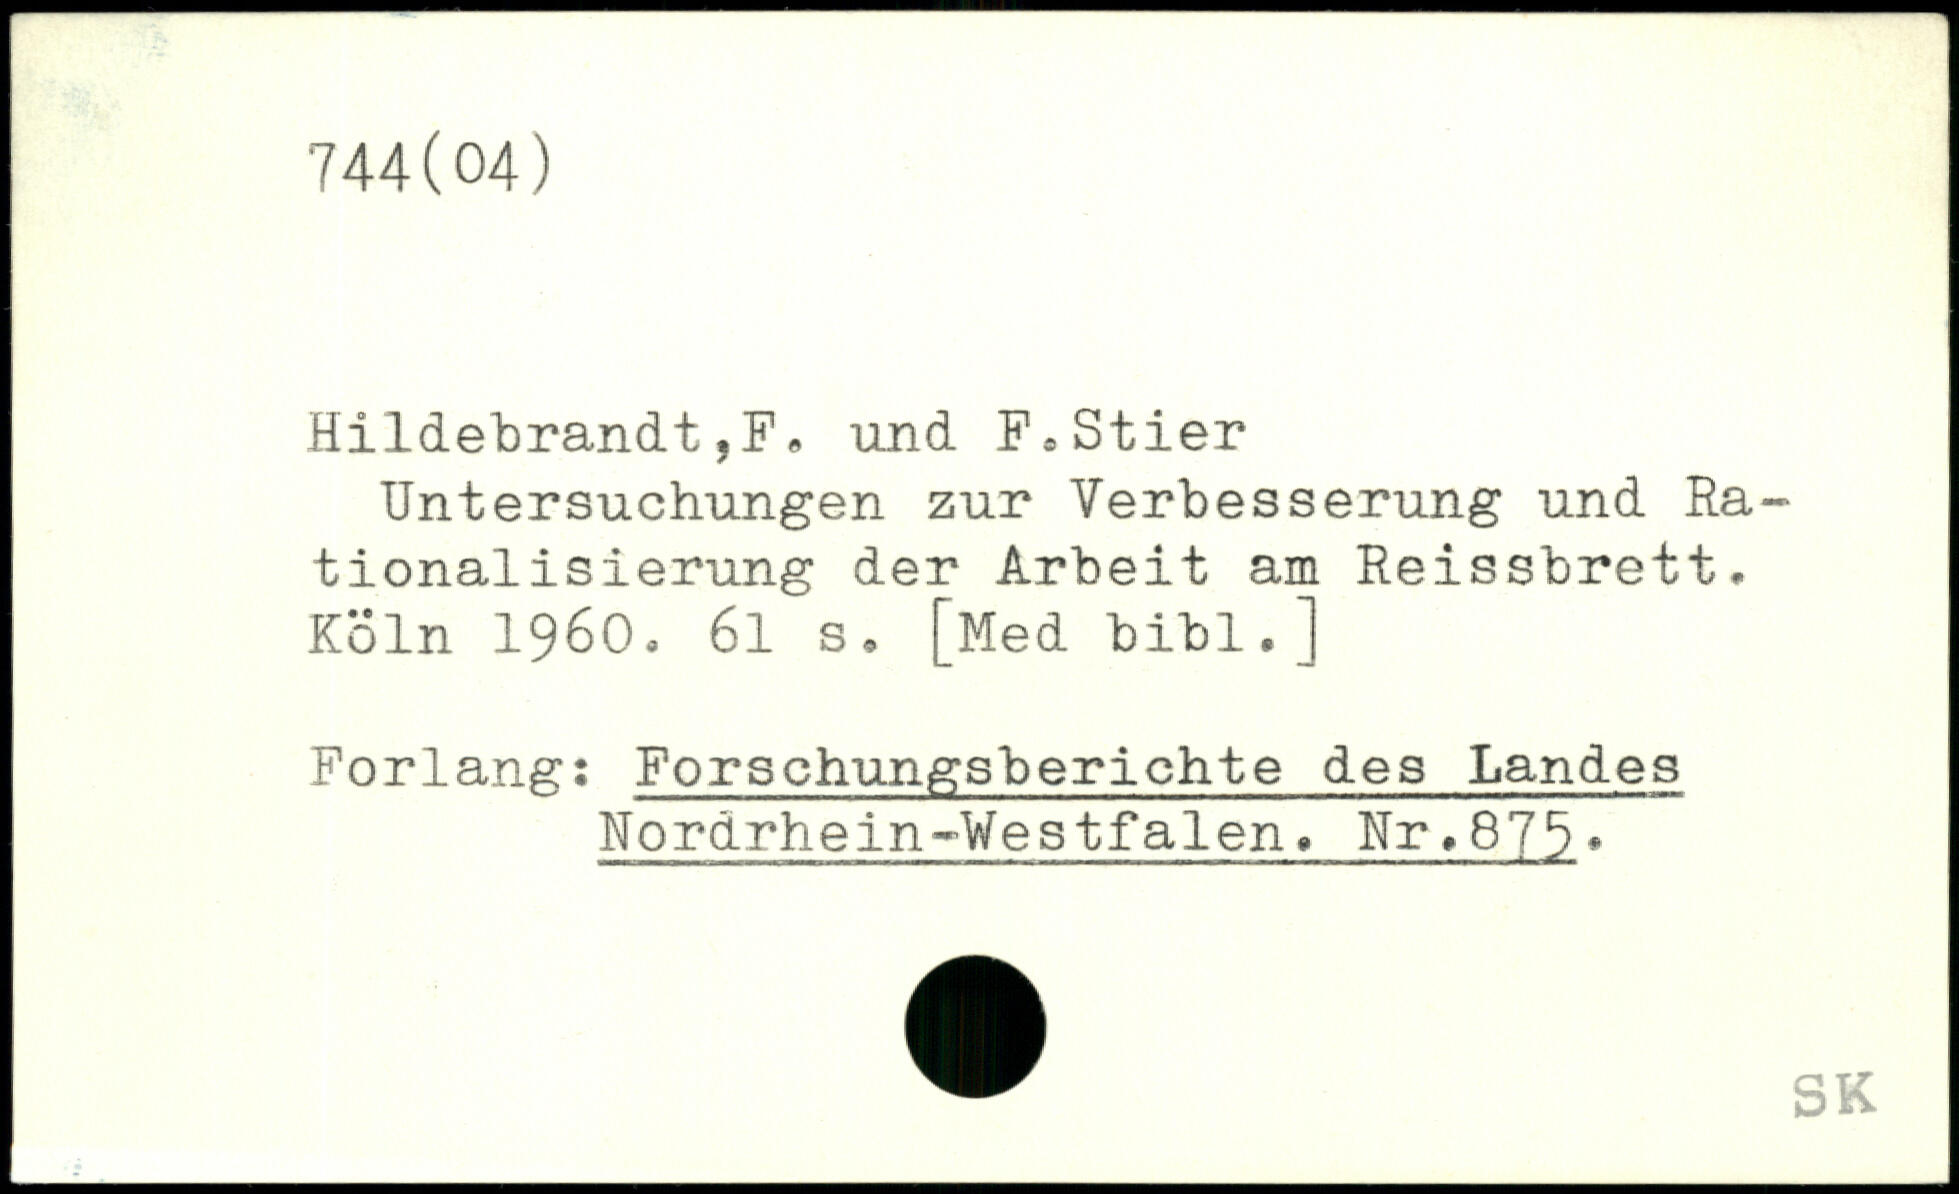 744(04)
Hildebrandt,F. und F.Stier
Untersuchungen zur Verbesserung und Ra-
tionalisierung der Arbeit am Reissbrett.
Köln 1960. 61 s. [Med bibl.]
Forlang: Forschungsberichte des Landes
Nordrhein-Westfalen. Nr.875.
SK